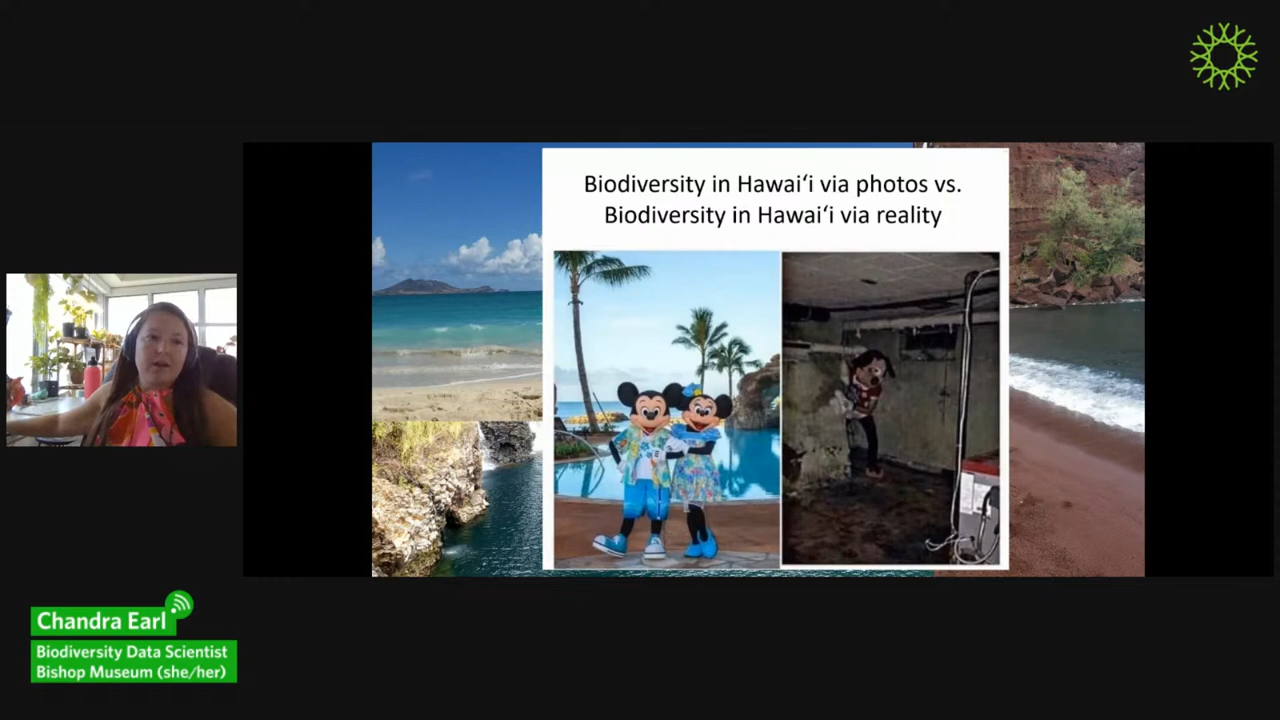 Biodiversity in Hawaiʻi via photos vs.
Biodiversity in Hawaiʻi via reality
Chandra Earl
Biodiversity Data Scientist
Bishop Museum (she/her)